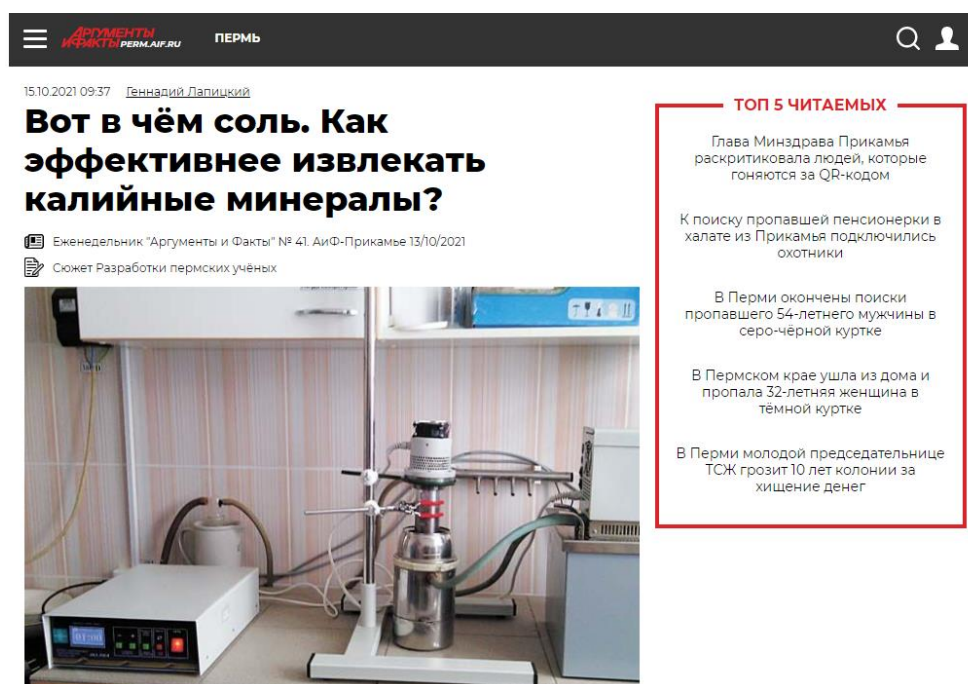 АРГУМЕНТЫ
И ФАКТЫ PERM.AIF.RU
ПЕРМЬ
15.10.2021 09:37 Геннадий Лапицкий
Вот в чём соль. Как
эффективнее извлекать
калийные минералы?
Еженедельник "Аргументы и Факты" № 41. АиФ-Прикамье 13/10/2021
Сюжет Разработки пермских учёных
01:00
ТОП 5 ЧИТАЕМЫХ
Глава Минздрава Прикамья
раскритиковала людей, которые
гоняются за QR-кодом
К поиску пропавшей пенсионерки в
халате из Прикамья подключились
охотники
В Перми окончены поиски
пропавшего 54-летнего мужчины в
серо-чёрной куртке
В Пермском крае ушла из дома и
пропала 32-летняя женщина в
тёмной куртке
В Перми молодой председательнице
ТСЖ грозит 10 лет колонии за
хищение денег